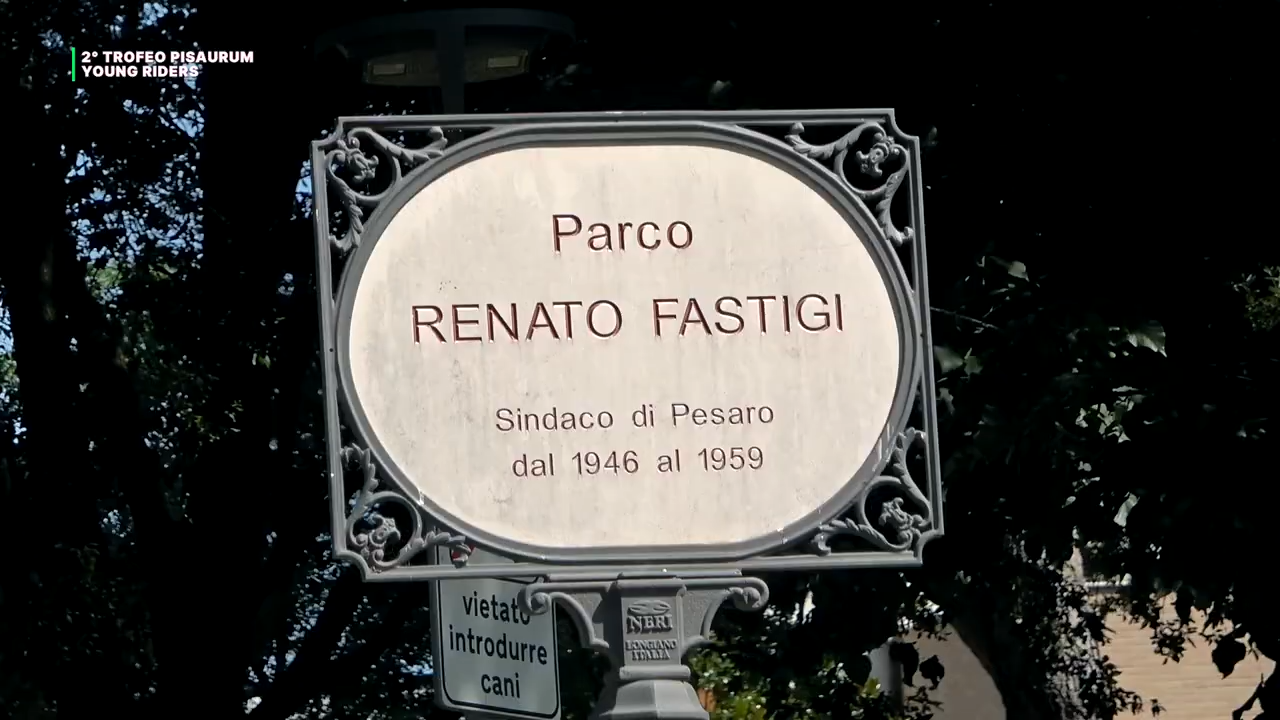 2° TROFEO PISAURUM
YOUNG RIDERS
Parco
RENATO FASTIGI
Sindaco di Pesaro
dal 1946 al 1959
vietato
introdurre
cani
NERI
LONGIANO
ITALIA